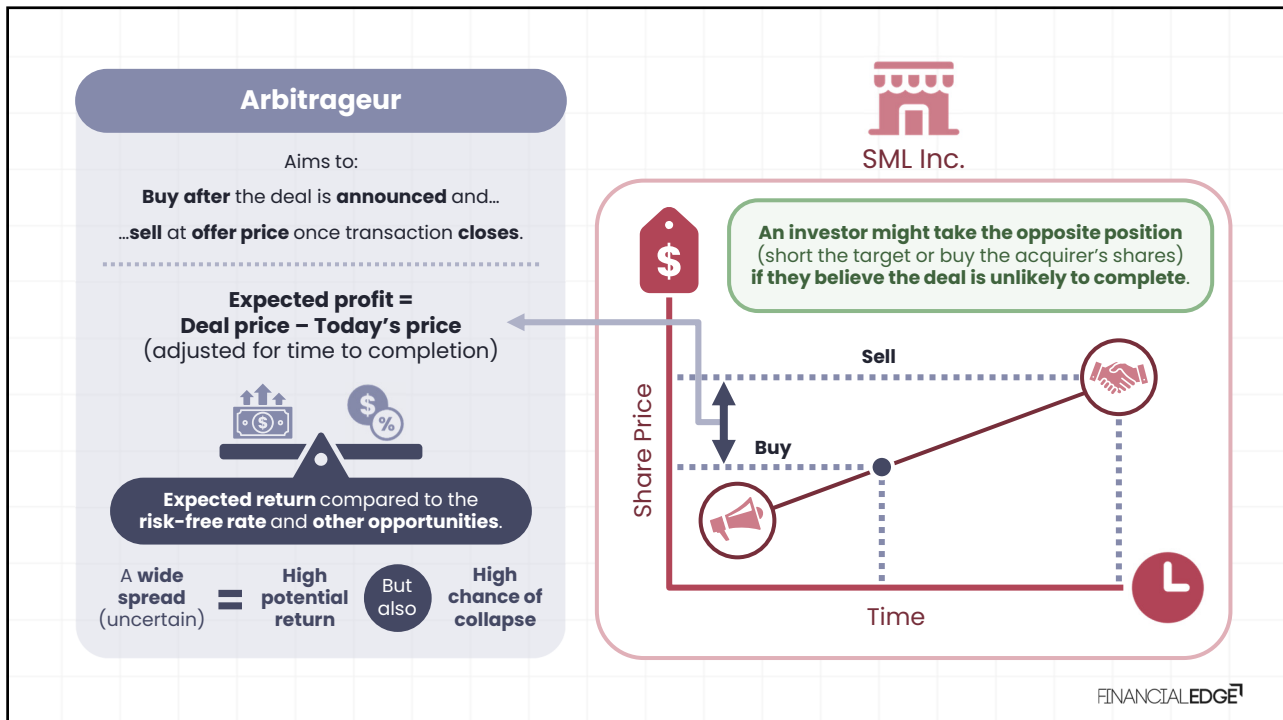 Arbitrageur
Aims to:
Buy after the deal is announced and...
...sell at offer price once transaction closes.
Expected profit =
Deal price – Today's price
(adjusted for time to completion)
$
$
%
Expected return compared to the
risk-free rate and other opportunities.
A wide
spread
(uncertain)
=
High
potential
return
But
also
High
chance of
collapse
SML Inc.
$
An investor might take the opposite position
(short the target or buy the acquirer's shares)
if they believe the deal is unlikely to complete.
Share Price
Sell
Buy
Time
FINANCIALEDGE